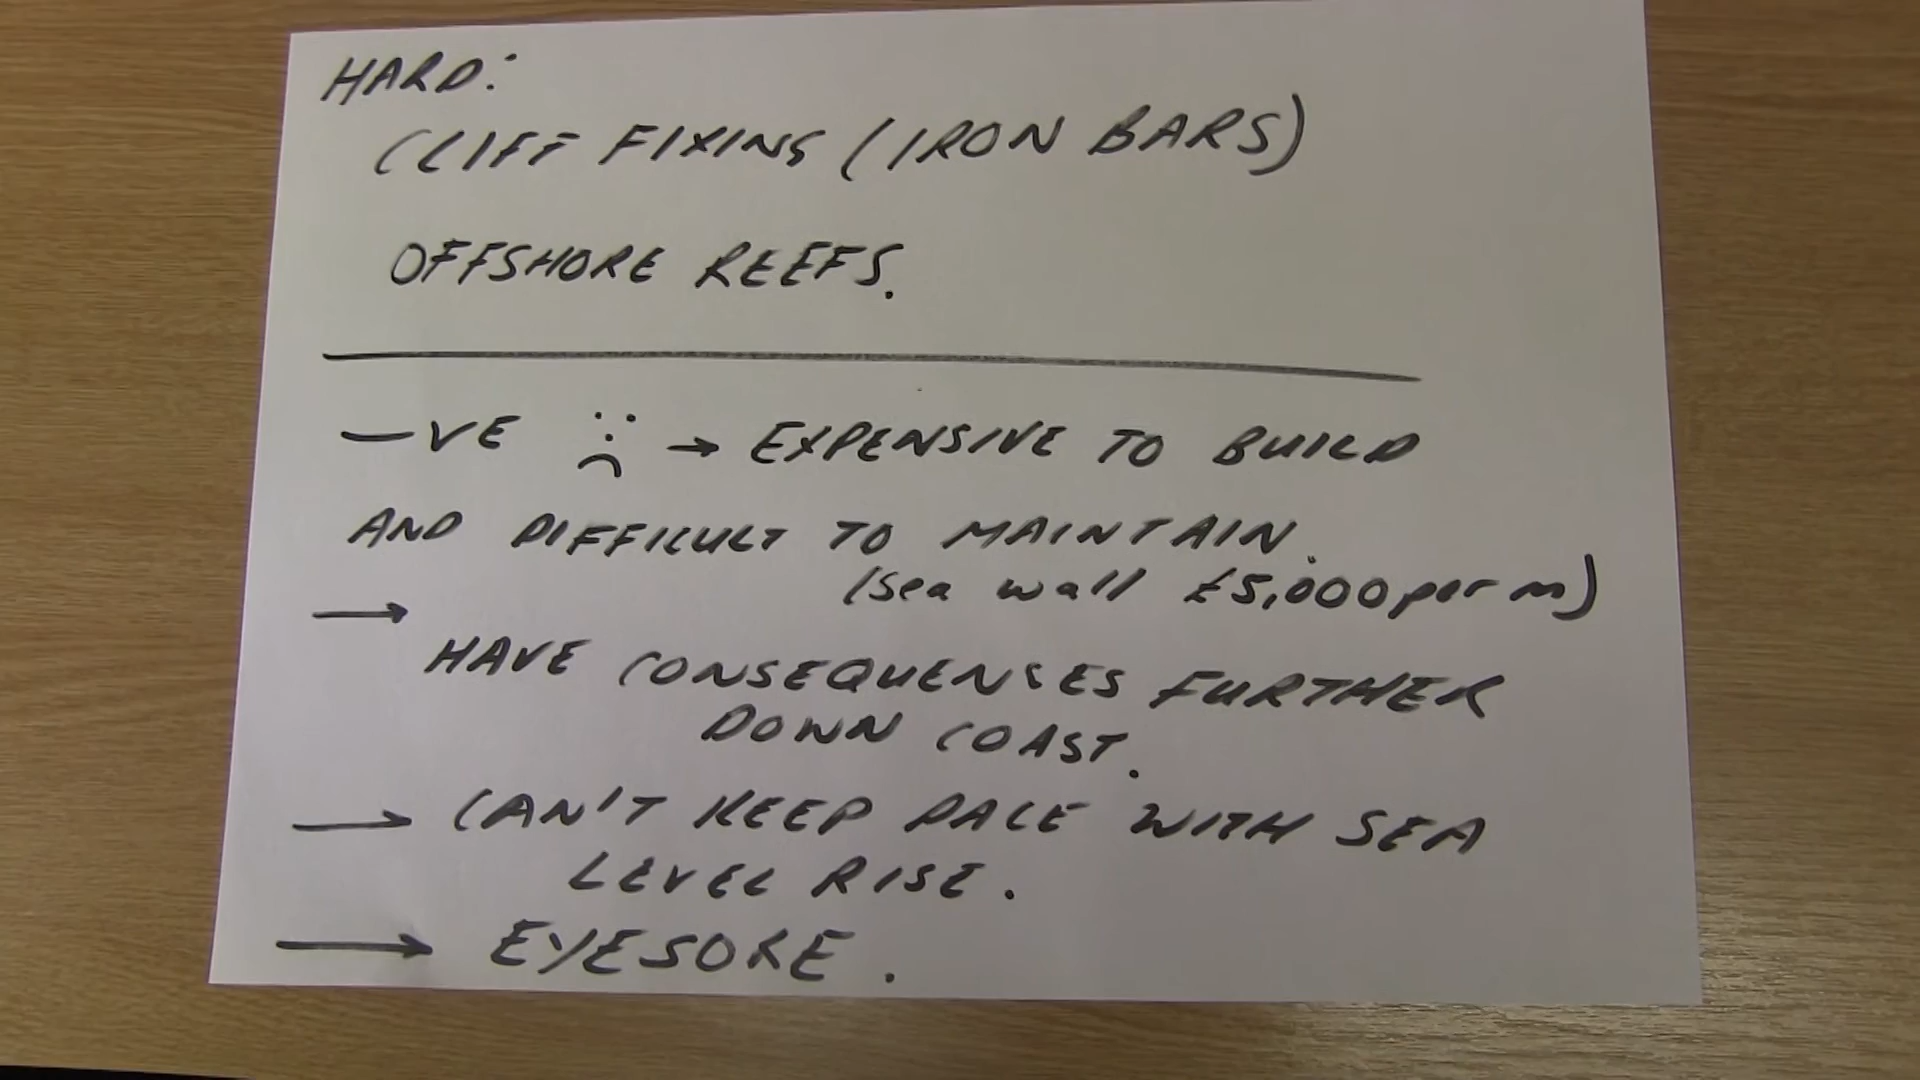 HARD:
CLIFF FIXING (IRON BARS)
OFFSHORE REEFS.
-VE → EXPENSIVE TO BUILD
AND DIFFICULT TO MAINTAIN.
(sea wall £5,000 per m)
→
HAVE CONSEQUENCES FURTHER
DOWN COAST.
→ CAN'T KEEP PACE WITH SEA
LEVEL RISE.
→ EYESORE.